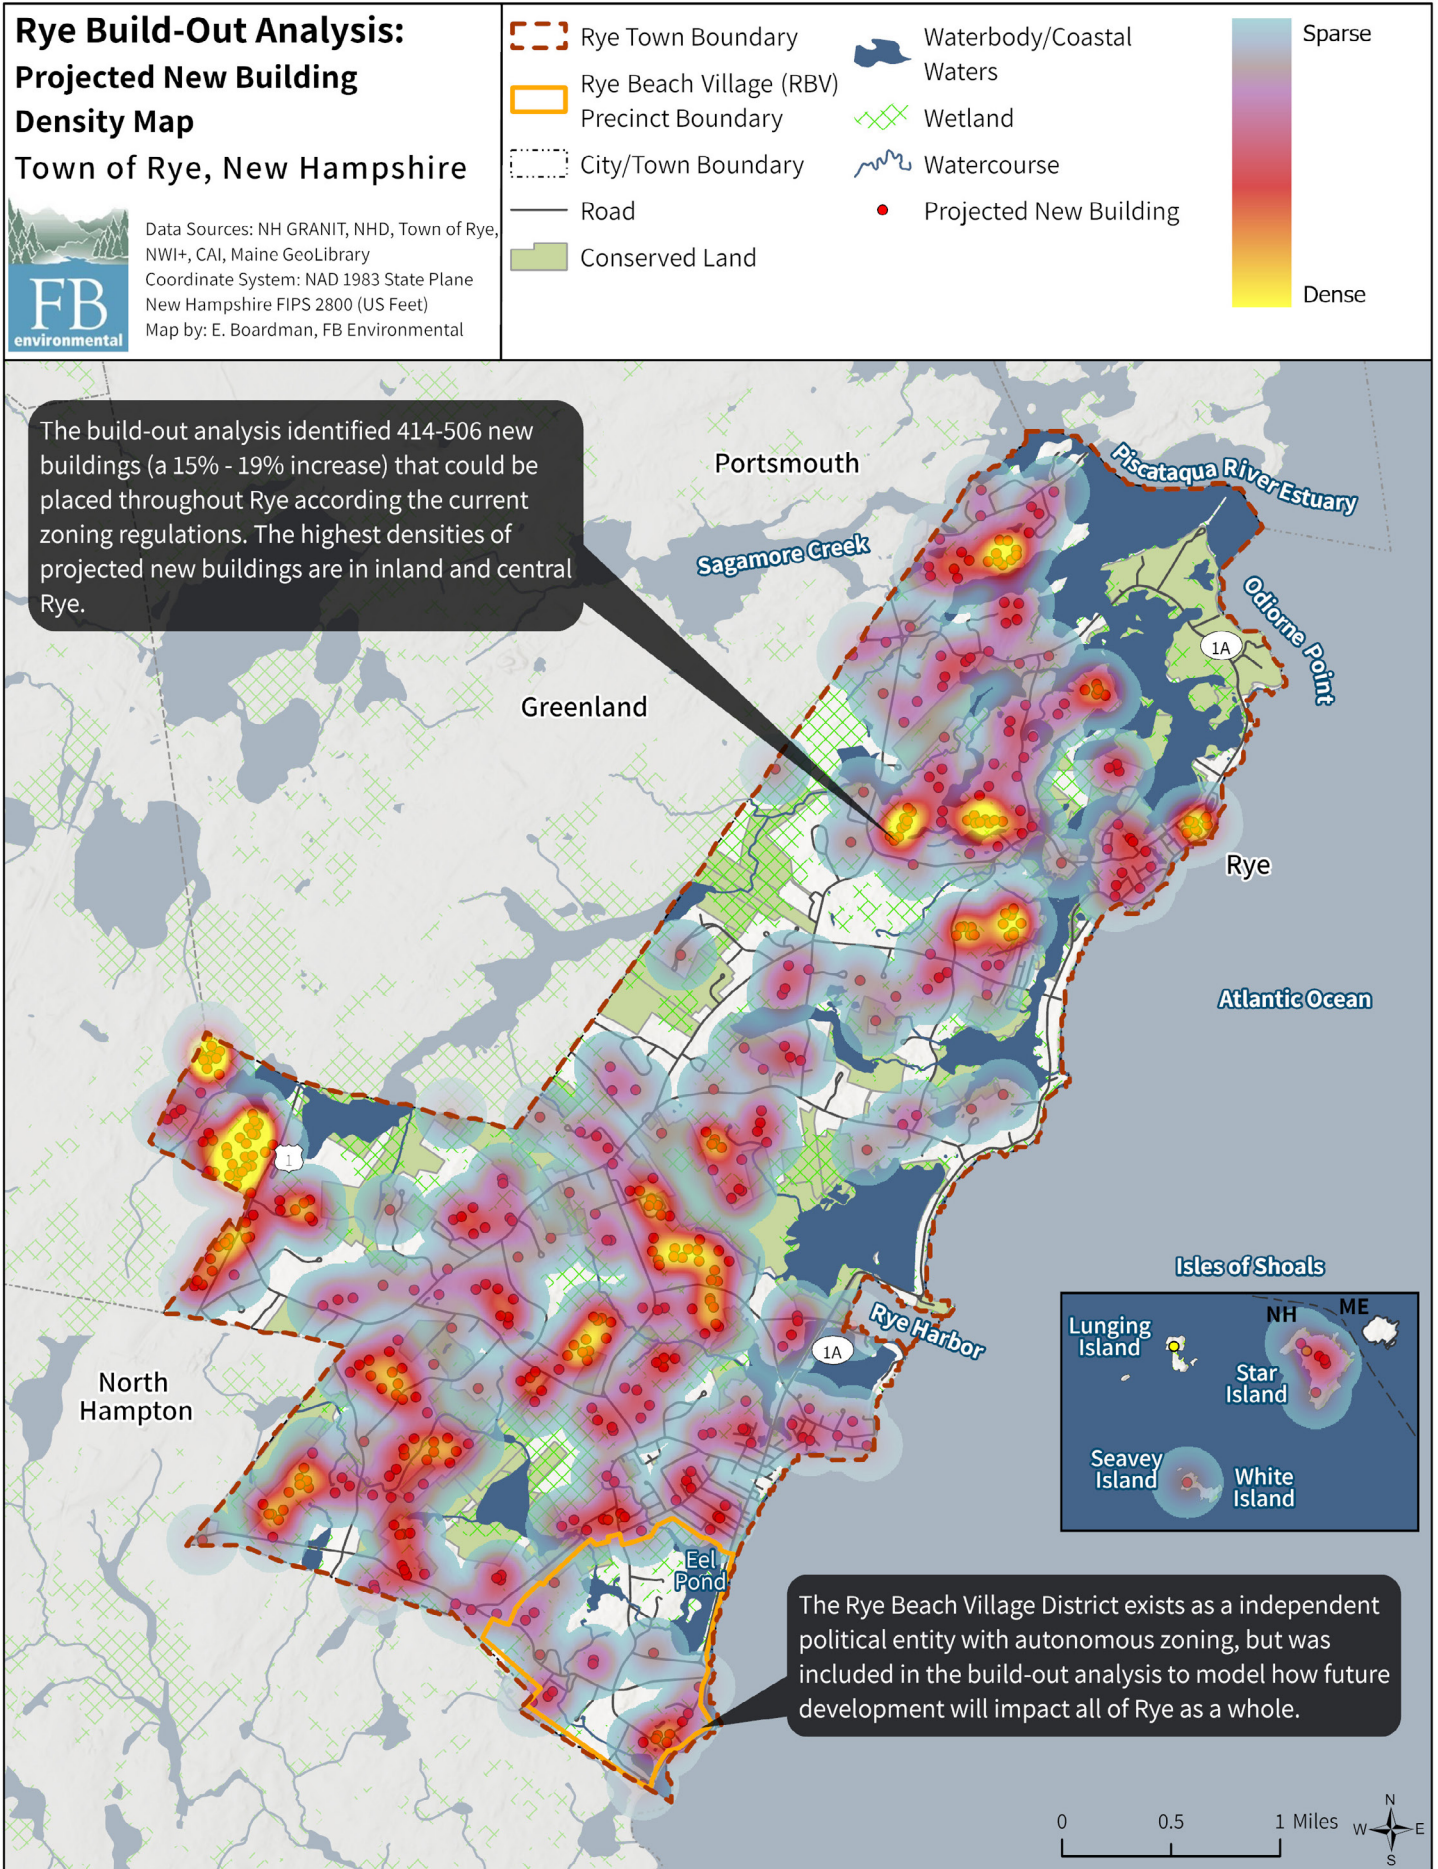 Rye Build-Out Analysis:
Projected New Building
Density Map
Town of Rye, New Hampshire
FB
environmental
Data Sources: NH GRANIT, NHD, Town of Rye,
NWI+, CAI, Maine GeoLibrary
Coordinate System: NAD 1983 State Plane
New Hampshire FIPS 2800 (US Feet)
Map by: E. Boardman, FB Environmental
Rye Town Boundary
Rye Beach Village (RBV)
Precinct Boundary
City/Town Boundary
Road
Conserved Land
Waterbody/Coastal
Waters
Wetland
Watercourse
Projected New Building
Sparse
Dense
The build-out analysis identified 414-506 new
buildings (a 15% - 19% increase) that could be
placed throughout Rye according the current
zoning regulations. The highest densities of
projected new buildings are in inland and central
Rye.
Portsmouth
Piscataqua River Estuary
Sagamore Creek
Odiorne Point
1A
Greenland
Rye
Atlantic Ocean
1
Isles of Shoals
NH
ME
Lunging
Island
Star
Island
Seavey
Island
White
Island
Rye Harbor
1A
North
Hampton
Eel
Pond
The Rye Beach Village District exists as a independent
political entity with autonomous zoning, but was
included in the build-out analysis to model how future
development will impact all of Rye as a whole.
0 0.5 1 Miles
N
W E
S